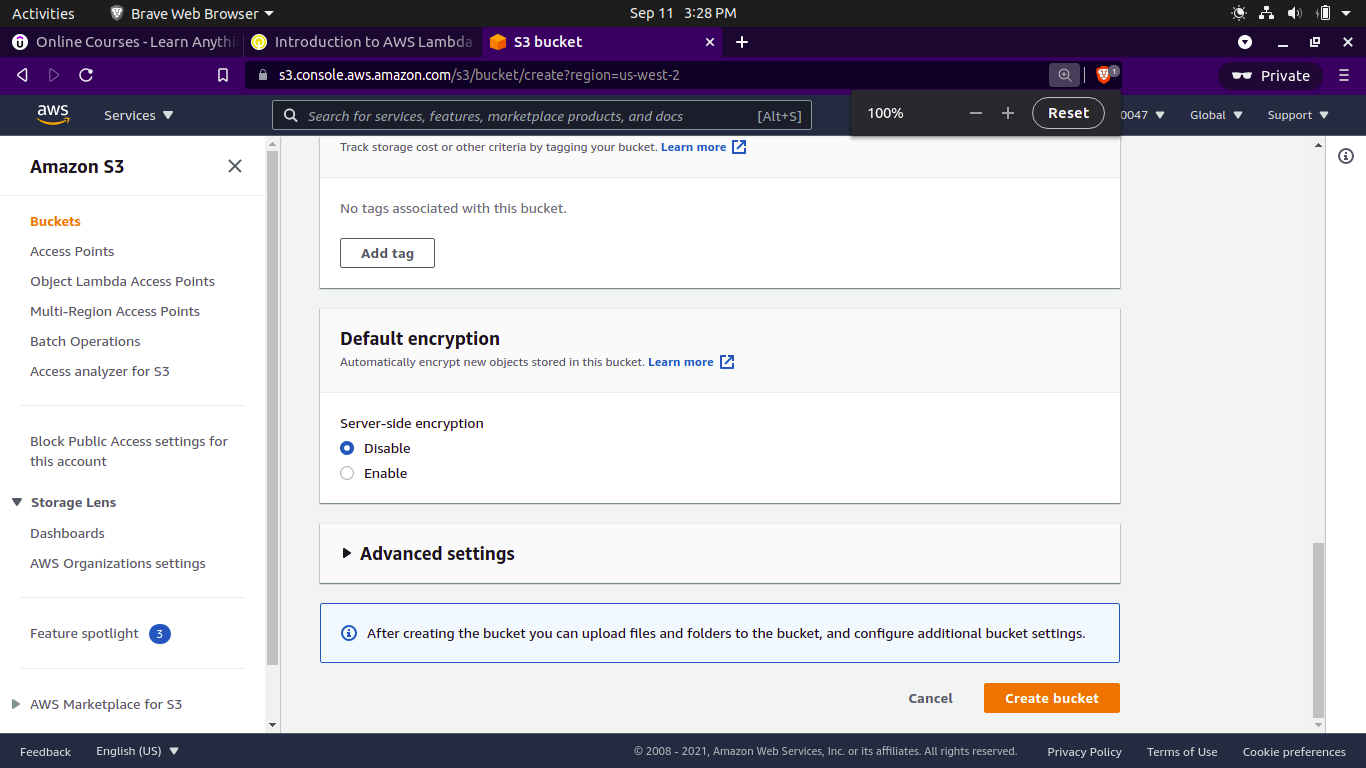 Activities
Brave Web Browser
Sep 11 3:28 PM
Online Courses - Learn Anythi
Introduction to AWS Lambda
S3 bucket
s3.console.aws.amazon.com/s3/bucket/create?region=us-west-2
1
Private
aws
Services
Search for services, features, marketplace products, and docs
[Alt+S]
100%
Reset
0047
Global
Support
Amazon S3
Buckets
Access Points
Object Lambda Access Points
Multi-Region Access Points
Batch Operations
Access analyzer for S3
Block Public Access settings for
this account
Storage Lens
Dashboards
AWS Organizations settings
Feature spotlight 3
AWS Marketplace for S3
Track storage cost or other criteria by tagging your bucket. Learn more
No tags associated with this bucket.
Add tag
Default encryption
Automatically encrypt new objects stored in this bucket. Learn more
Server-side encryption
Disable
Enable
Advanced settings
After creating the bucket you can upload files and folders to the bucket, and configure additional bucket settings.
Cancel
Create bucket
Feedback
English (US)
© 2008 - 2021, Amazon Web Services, Inc. or its affiliates. All rights reserved.
Privacy Policy
Terms of Use
Cookie preferences